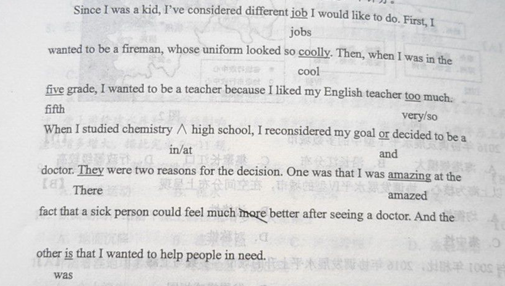 Since I was a kid, I've considered different job I would like to do. First, I
jobs
wanted to be a fireman, whose uniform looked so coolly. Then, when I was in the
cool
five grade, I wanted to be a teacher because I liked my English teacher too much.
fifth very/so
When I studied chemistry ∧ high school, I reconsidered my goal or decided to be a
in/at and
doctor. They were two reasons for the decision. One was that I was amazing at the
There amazed
fact that a sick person could feel much more better after seeing a doctor. And the
other is that I wanted to help people in need.
was